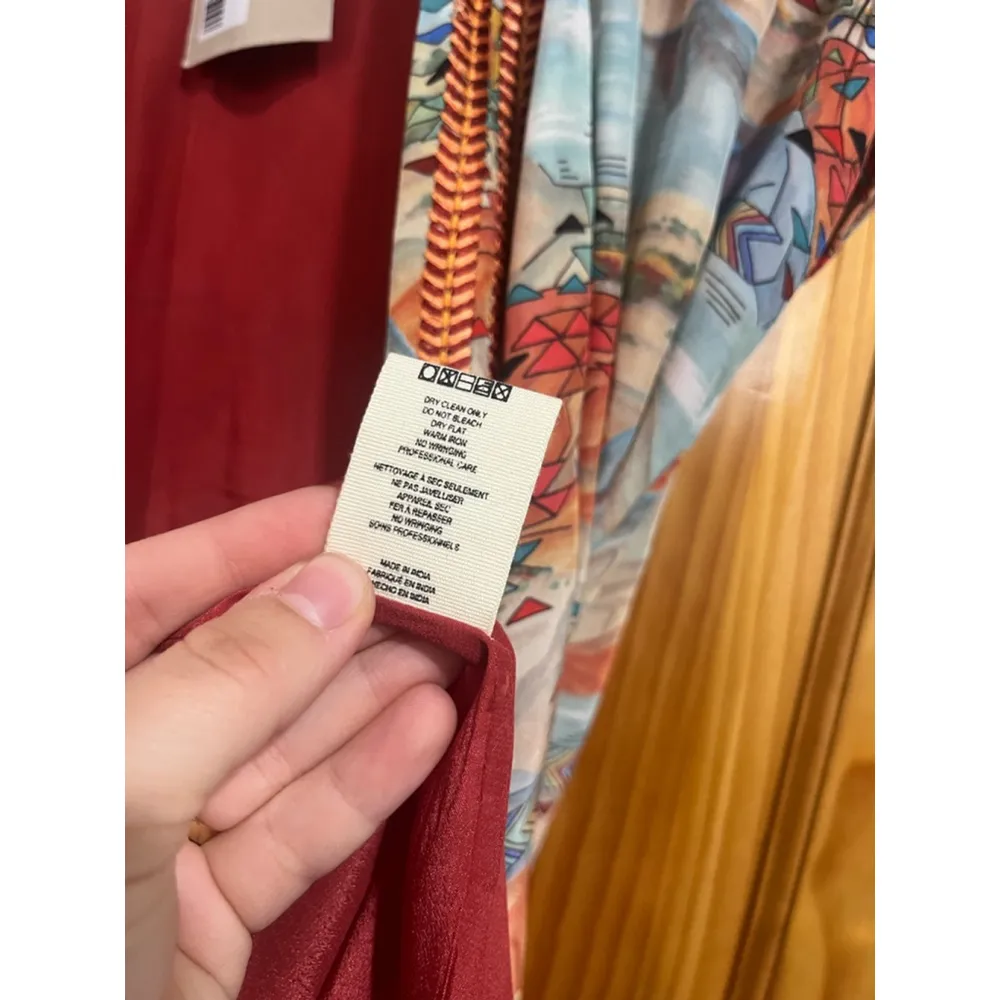 DRY CLEAN ONLY
DO NOT BLEACH
DRY FLAT
WARM IRON
NO WRINGING
PROFESSIONAL CARE
NETTOYAGE À SEC SEULEMENT
NE PAS JAVELLISER
APPAREIL SEC
FER À REPASSER
NO WRINGING
SOINS PROFESSIONNELS
MADE IN INDIA
FABRIQUÉ EN INDIA
HECHO EN INDIA